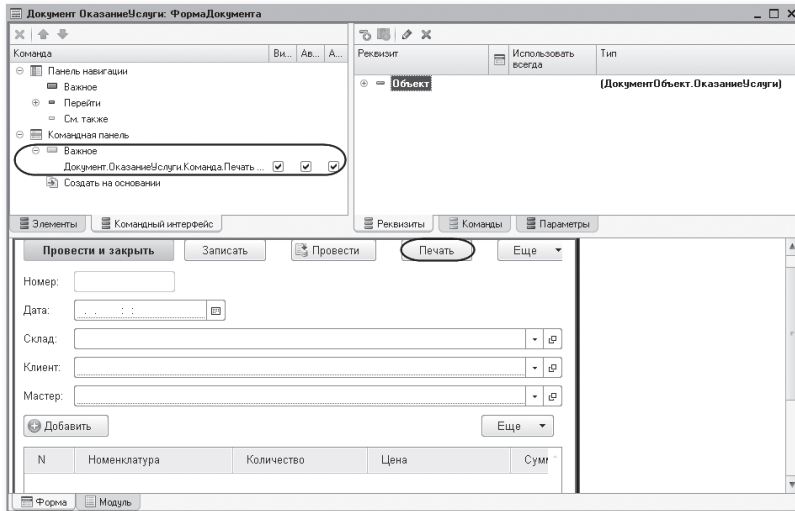 Документ ОказаниеУслуги: ФормаДокумента
Команда Ви... Ав... А...
Панель навигации
Важное
Перейти
См. также
Командная панель
Важное
Документ.ОказаниеУслуги.Команда.Печать ...
Создать на основании
Элементы Командный интерфейс
Реквизит Использовать всегда Тип
Объект (ДокументОбъект.ОказаниеУслуги)
Реквизиты Команды Параметры
Провести и закрыть Записать Провести Печать Еще
Номер:
Дата: . . : :
Склад:
Клиент:
Мастер:
Добавить Еще
N Номенклатура Количество Цена Сумм
Форма Модуль